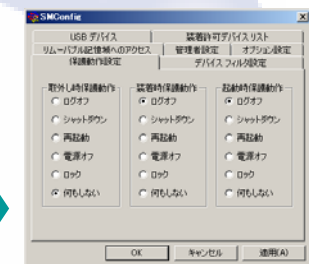 SMConfig
USB デバイス 装着許可デバイスリスト
リムーバブル記憶域へのアクセス 管理者設定 オプション設定
保護動作設定 デバイスフィルタ設定
取外し時保護動作 装着時保護動作 起動時保護動作
ログオフ ログオフ ログオフ
シャットダウン シャットダウン シャットダウン
再起動 再起動 再起動
電源オフ 電源オフ 電源オフ
ロック ロック ロック
何もしない 何もしない 何もしない
OK キャンセル 適用(A)